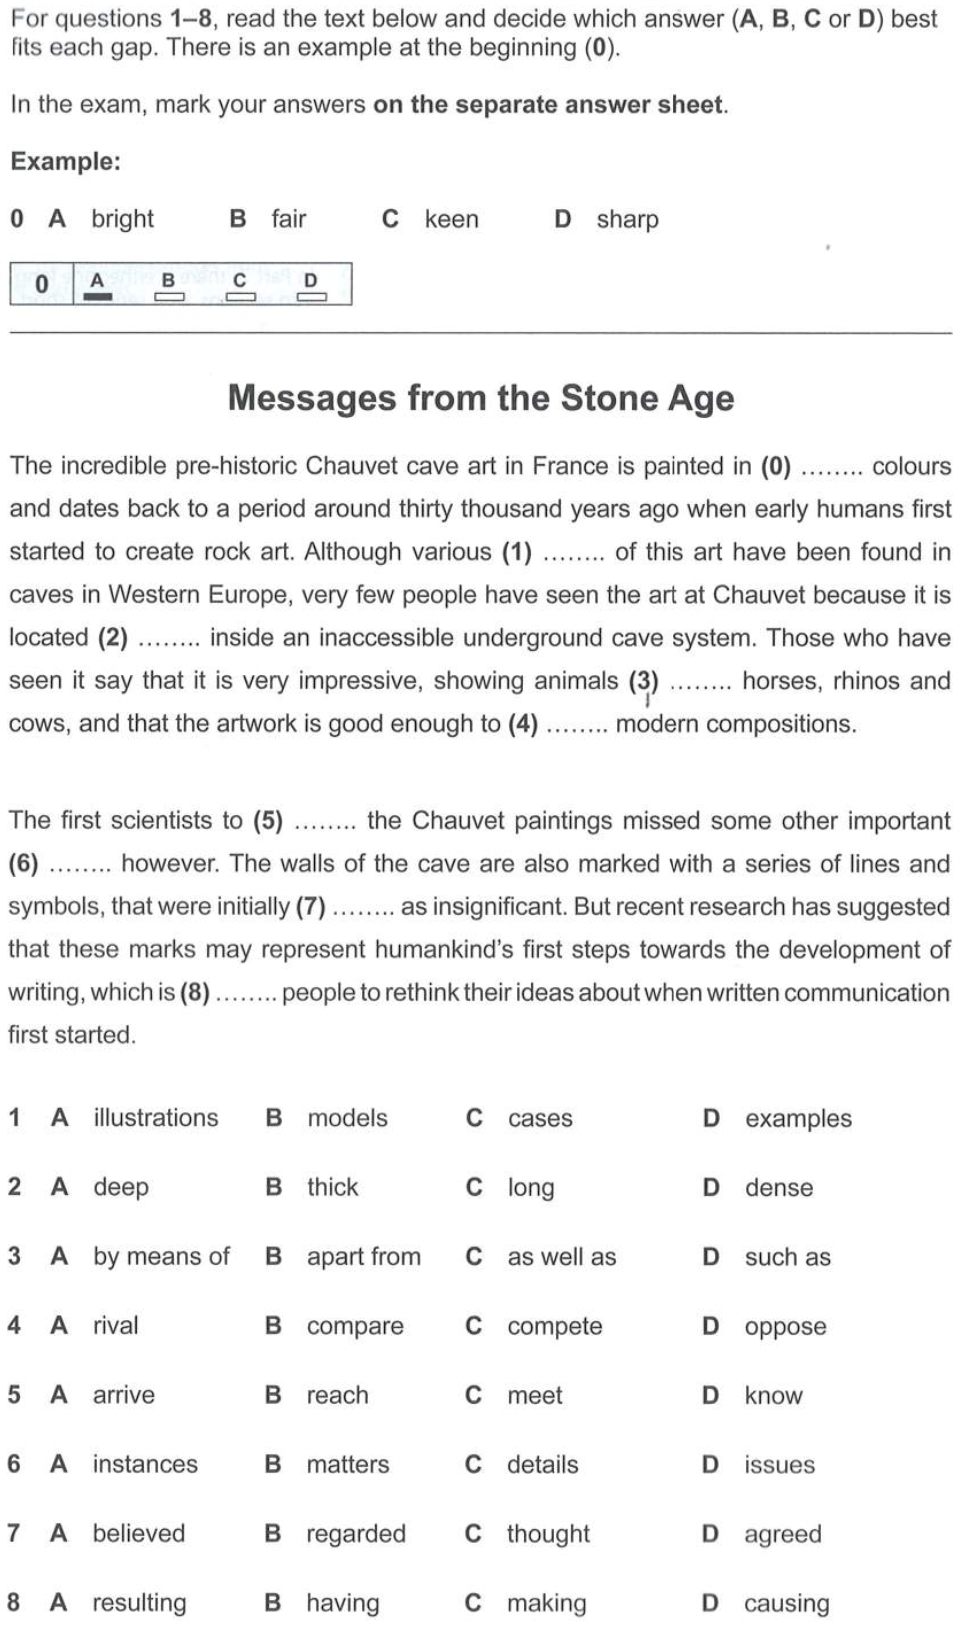 For questions 1–8, read the text below and decide which answer (A, B, C or D) best
fits each gap. There is an example at the beginning (0).
In the exam, mark your answers on the separate answer sheet.
Example:
0 A bright B fair C keen D sharp
0 A B C D
Messages from the Stone Age
The incredible pre-historic Chauvet cave art in France is painted in (0) ........ colours
and dates back to a period around thirty thousand years ago when early humans first
started to create rock art. Although various (1) ........ of this art have been found in
caves in Western Europe, very few people have seen the art at Chauvet because it is
located (2) ........ inside an inaccessible underground cave system. Those who have
seen it say that it is very impressive, showing animals (3) ........ horses, rhinos and
cows, and that the artwork is good enough to (4) ........ modern compositions.
The first scientists to (5) ........ the Chauvet paintings missed some other important
(6) ........ however. The walls of the cave are also marked with a series of lines and
symbols, that were initially (7) ........ as insignificant. But recent research has suggested
that these marks may represent humankind's first steps towards the development of
writing, which is (8) ........ people to rethink their ideas about when written communication
first started.
1 A illustrations B models C cases D examples
2 A deep B thick C long D dense
3 A by means of B apart from C as well as D such as
4 A rival B compare C compete D oppose
5 A arrive B reach C meet D know
6 A instances B matters C details D issues
7 A believed B regarded C thought D agreed
8 A resulting B having C making D causing